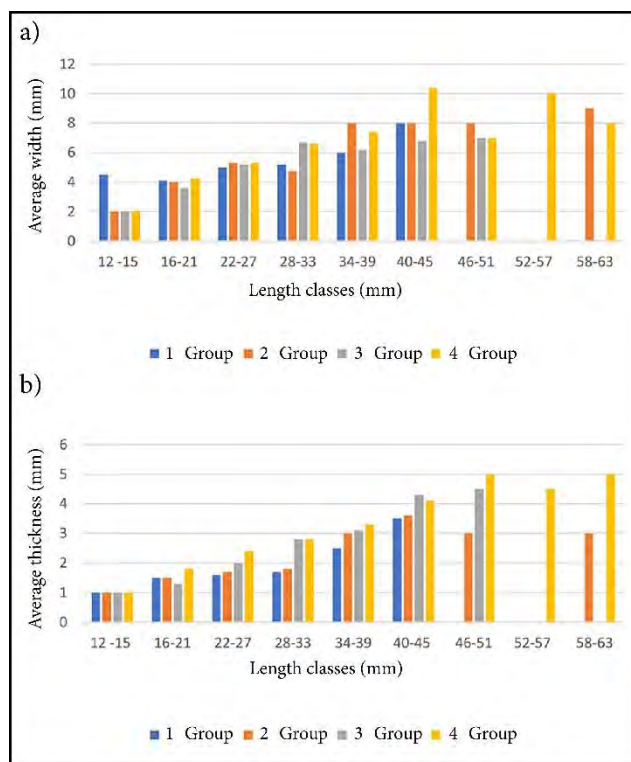 a)
Average width (mm)
12
10
8
6
4
2
0
12 -15 16-21 22-27 28-33 34-39 40-45 46-51 52-57 58-63
Length classes (mm)
1 Group 2 Group 3 Group 4 Group
b)
Average thickness (mm)
6
5
4
3
2
1
0
12 -15 16-21 22-27 28-33 34-39 40-45 46-51 52-57 58-63
Length classes (mm)
1 Group 2 Group 3 Group 4 Group